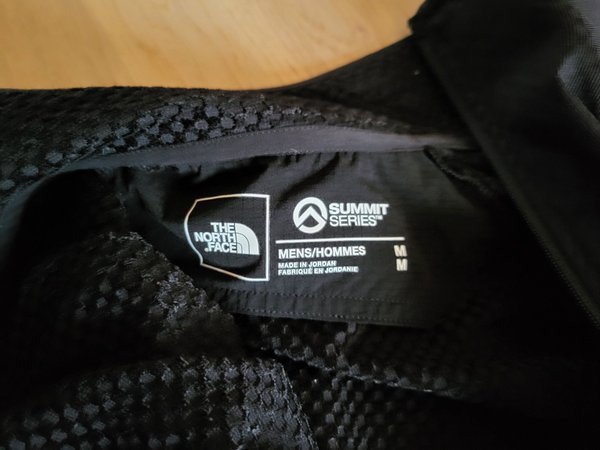 THE
NORTH
FACE
SUMMIT
SERIES™
MENS/HOMMES M
MADE IN JORDAN M
FABRIQUÉ EN JORDANIE